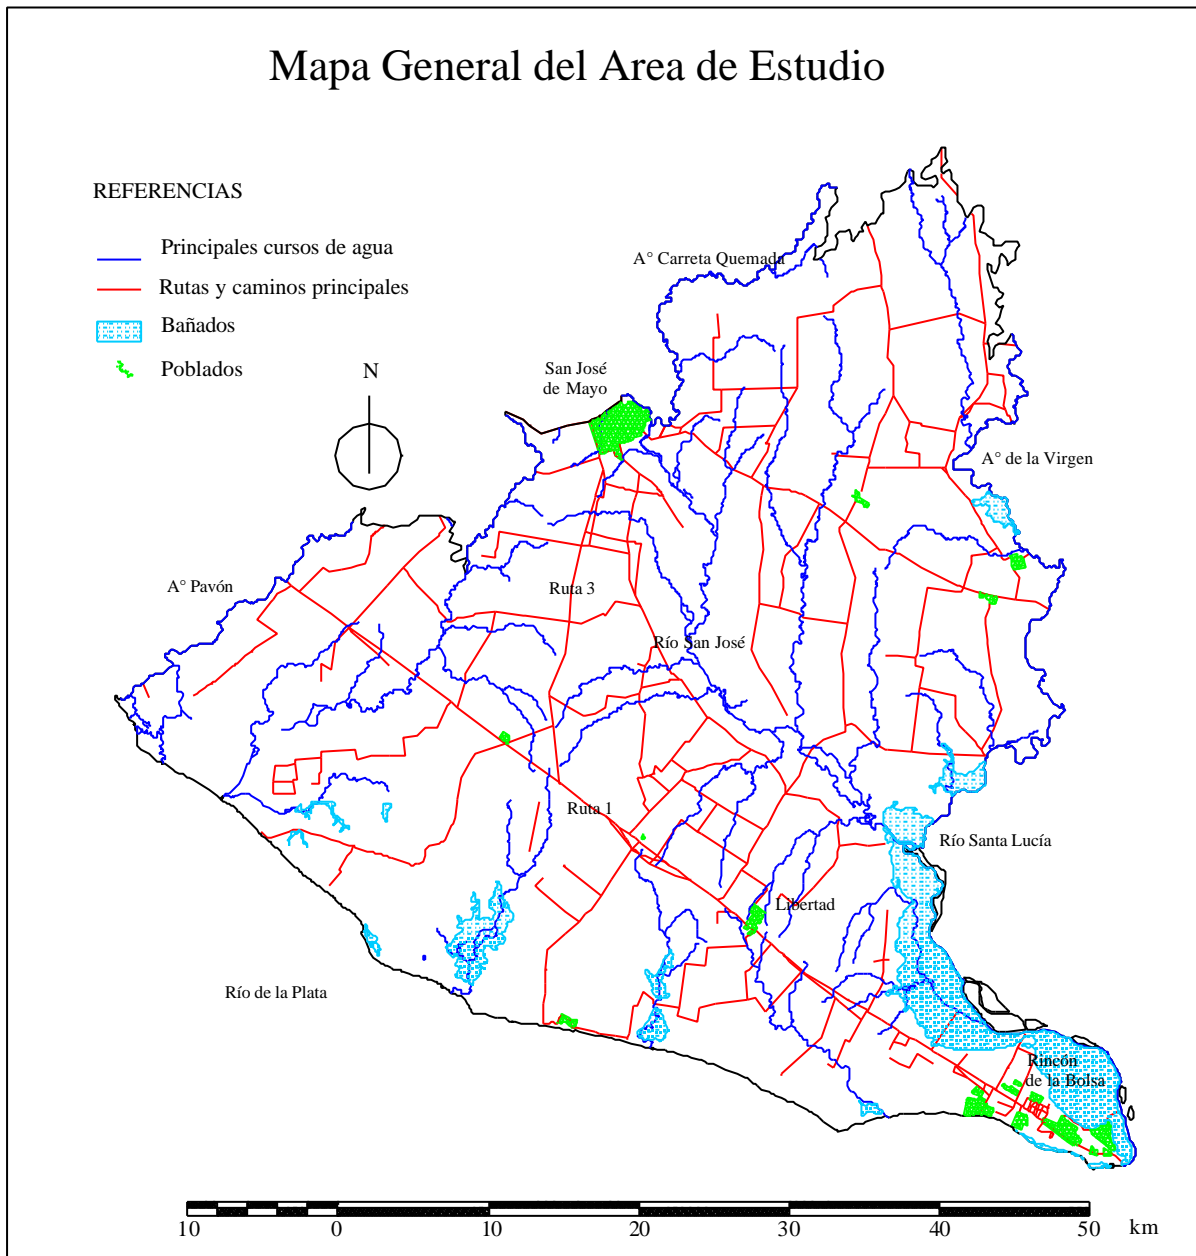 Mapa General del Area de Estudio
REFERENCIAS
Principales cursos de agua
Rutas y caminos principales
Bañados
Poblados
N
A° Carreta Quemada
San José
de Mayo
A° de la Virgen
A° Pavón
Ruta 3
Río San José
Ruta 1
Río Santa Lucía
Libertad
Río de la Plata
Rincón
de la Bolsa
10 0 10 20 30 40 50 km